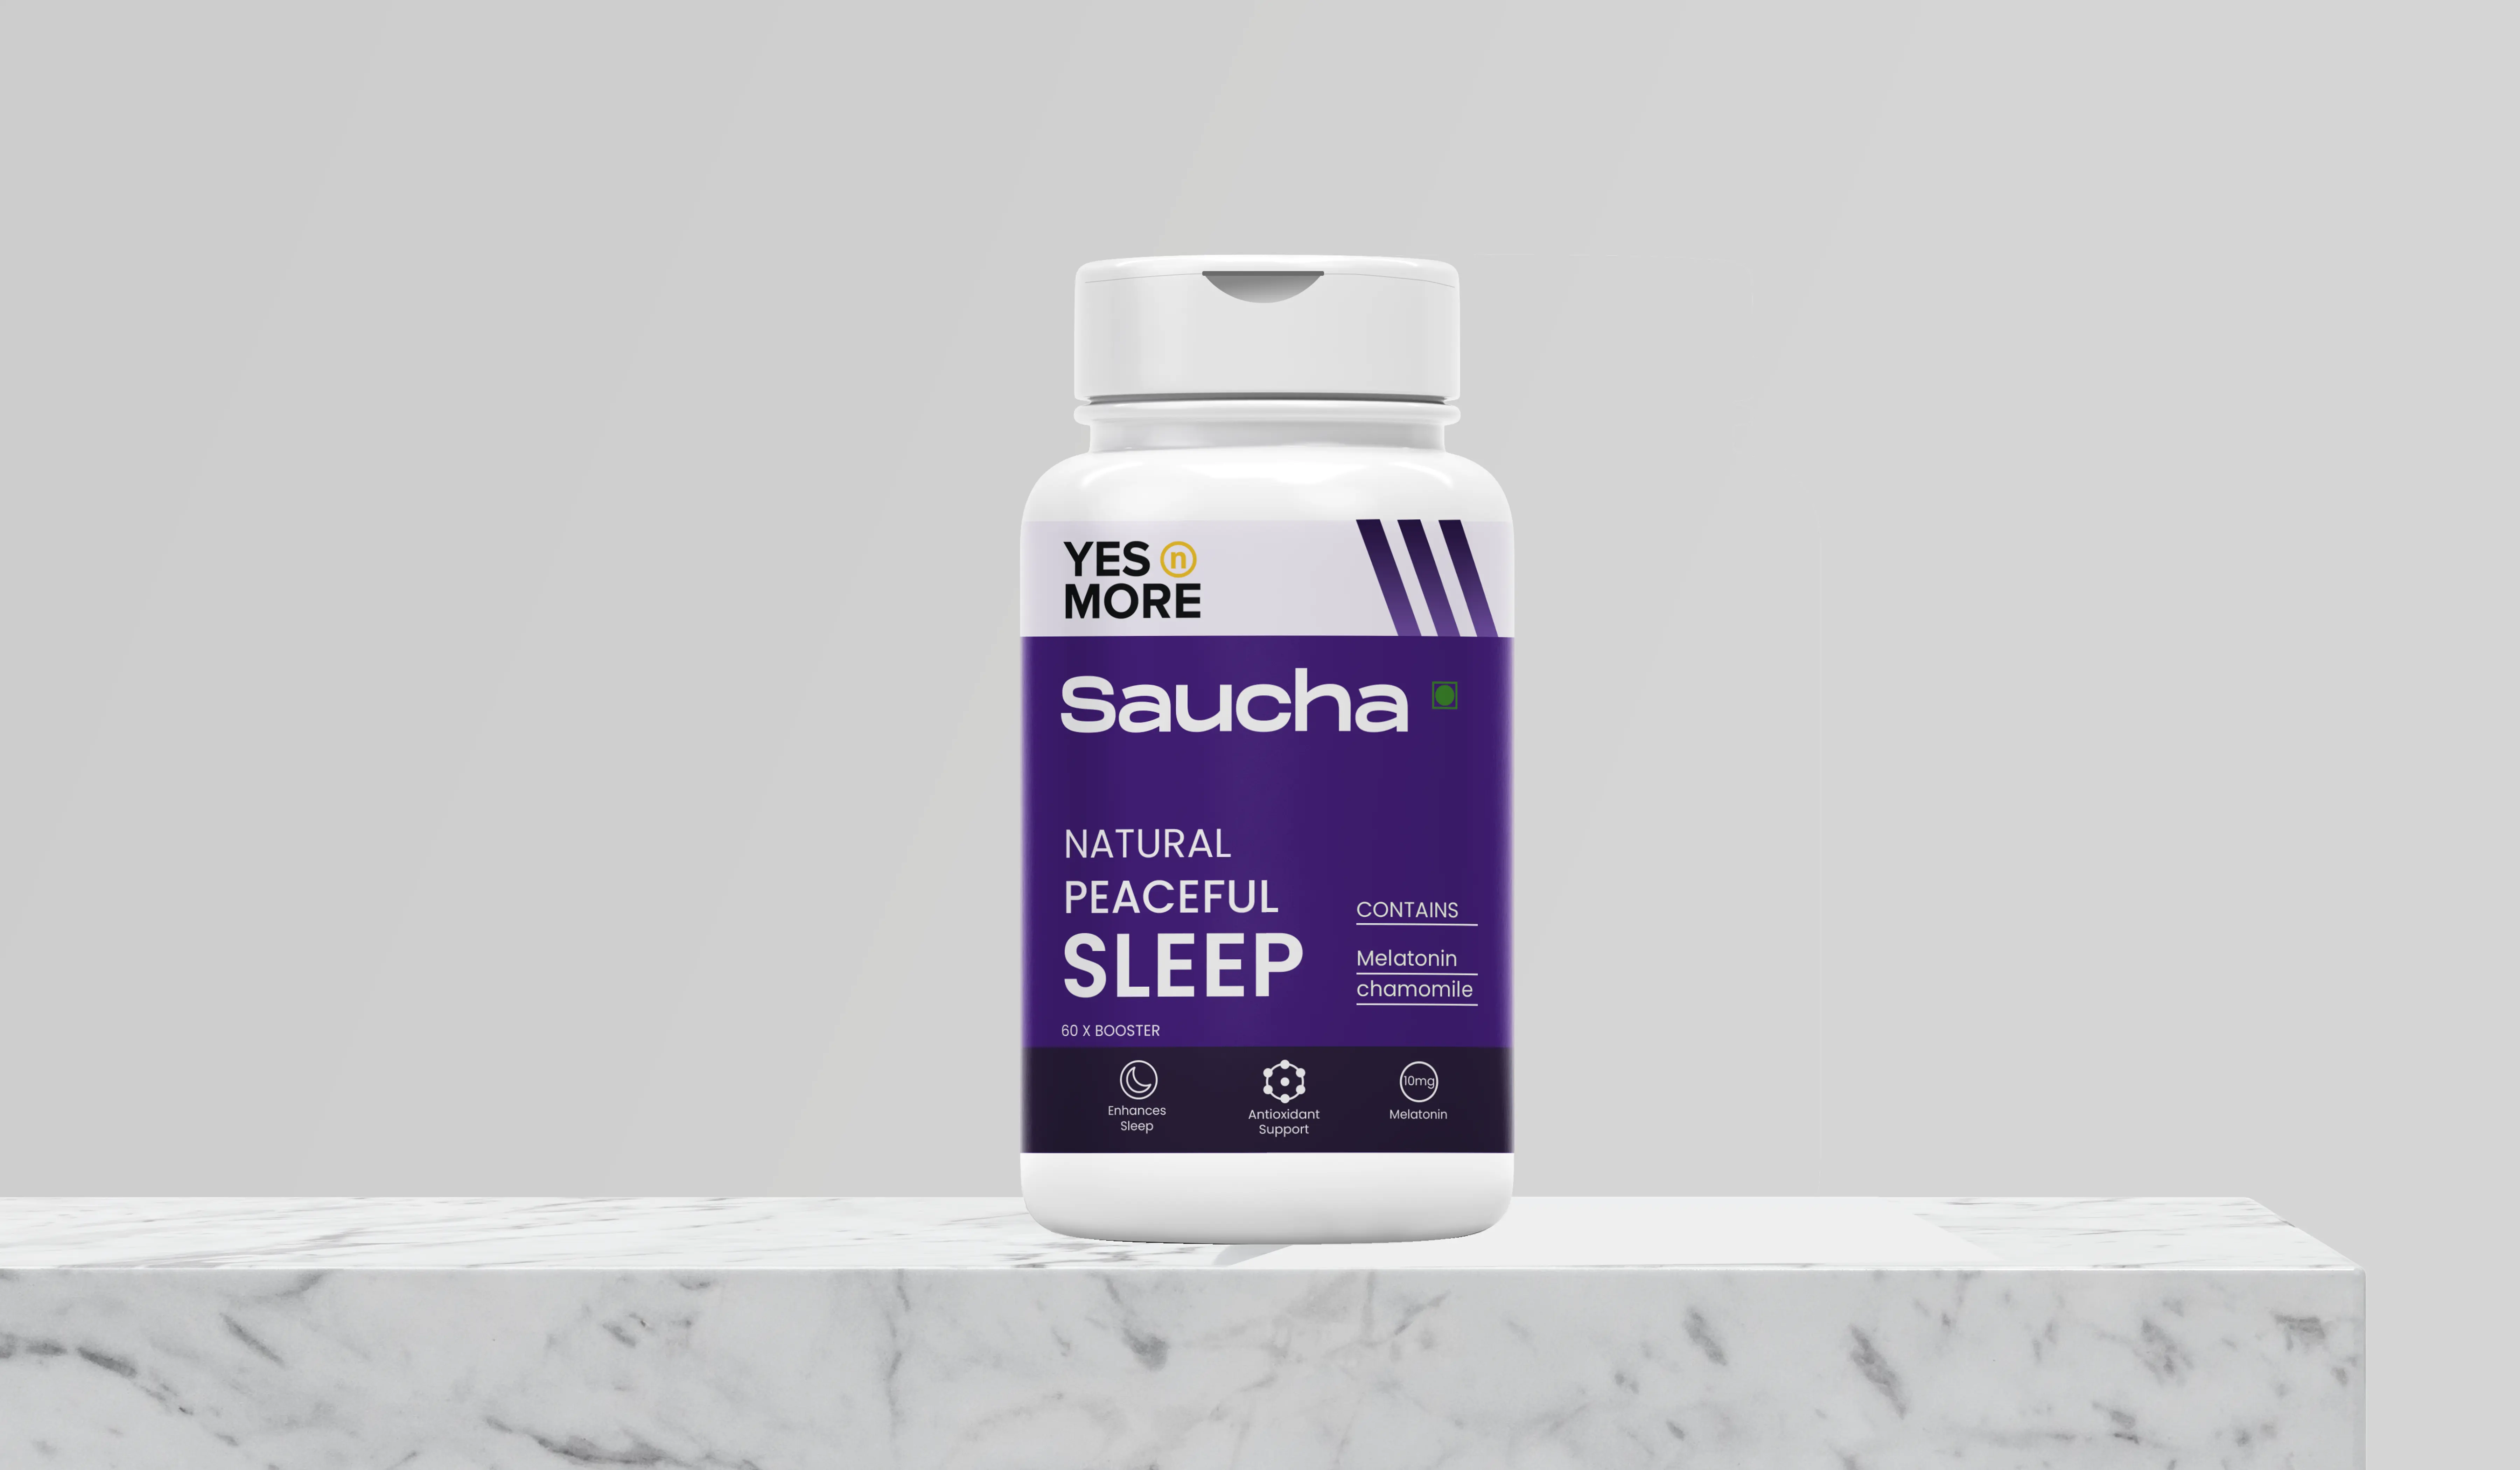 YES n
MORE
Saucha
NATURAL
PEACEFUL
SLEEP
60 X BOOSTER
CONTAINS
Melatonin
chamomile
Enhances
Sleep
Antioxidant
Support
10mg
Melatonin